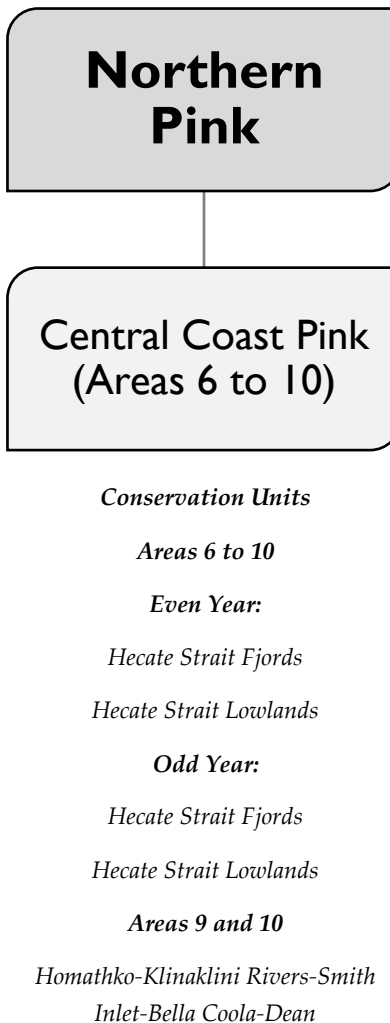 Northern
Pink
Central Coast Pink
(Areas 6 to 10)
Conservation Units
Areas 6 to 10
Even Year:
Hecate Strait Fjords
Hecate Strait Lowlands
Odd Year:
Hecate Strait Fjords
Hecate Strait Lowlands
Areas 9 and 10
Homathko-Klinaklini Rivers-Smith
Inlet-Bella Coola-Dean